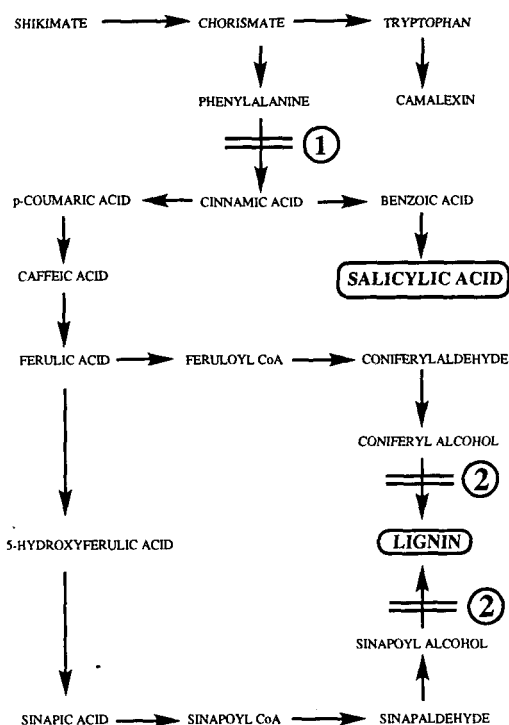 SHIKIMATE CHORISMATE TRYPTOPHAN
PHENYLALANINE CAMALEXIN
1
p-COUMARIC ACID CINNAMIC ACID BENZOIC ACID
CAFFEIC ACID SALICYLIC ACID
FERULIC ACID FERULOYL CoA CONIFERYLALDEHYDE
CONIFERYL ALCOHOL
2
5-HYDROXYFERULIC ACID LIGNIN
2
SINAPOYL ALCOHOL
SINAPIC ACID SINAPOYL CoA SINAPALDEHYDE